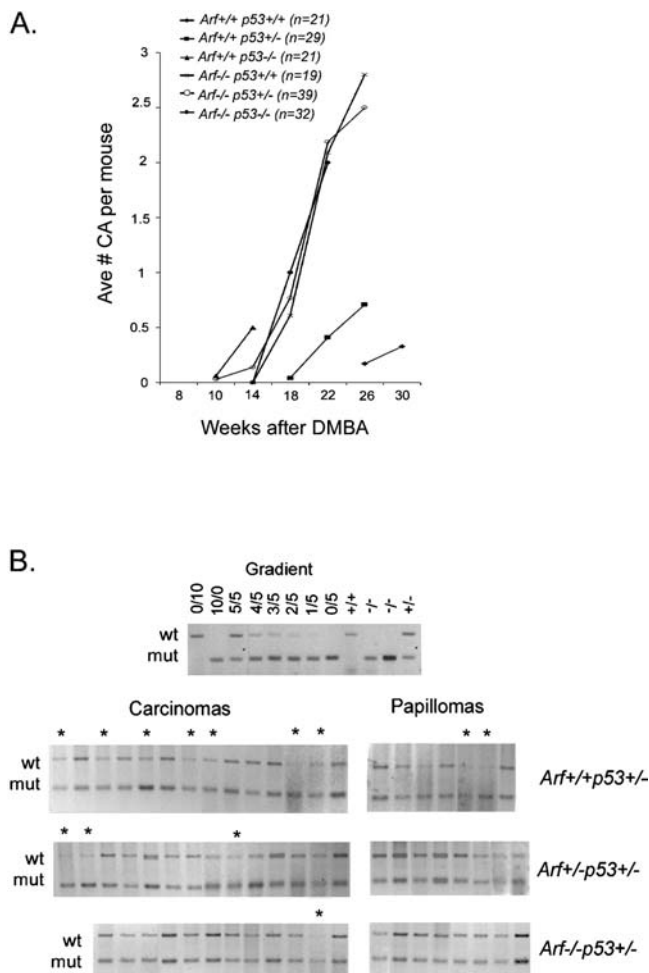 A.
Arf+/+ p53+/+ (n=21)
Arf+/+ p53+/- (n=29)
Arf+/+ p53-/- (n=21)
Arf-/- p53+/+ (n=19)
Arf-/- p53+/- (n=39)
Arf-/- p53-/- (n=32)
Ave # CA per mouse
3
2.5
2
1.5
1
0.5
0
8 10 14 18 22 26 30
Weeks after DMBA
B.
Gradient
0/10 10/0 5/5 4/5 3/5 2/5 1/5 0/5 +/+ -/- -/- +/-
wt
mut
Carcinomas Papillomas
* * * * * * * * *
wt
mut
Arf+/+p53+/-
* * *
wt
mut
Arf+/-p53+/-
*
wt
mut
Arf-/-p53+/-